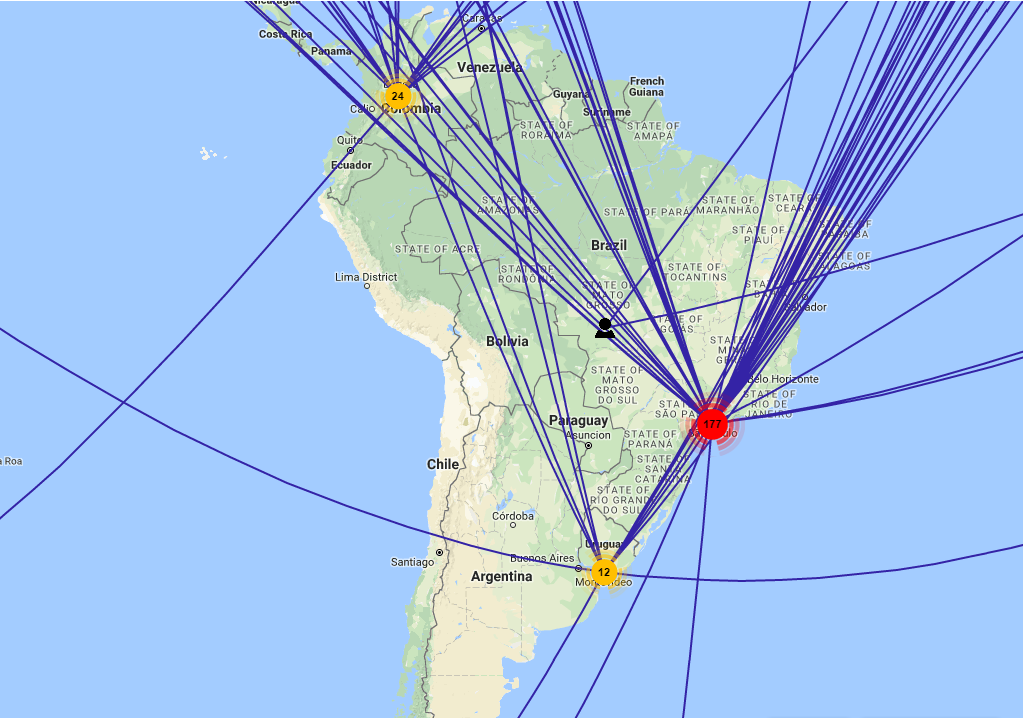 Nicaragua
Caracas
Costa Rica
Panama
Venezuela
French
Guiana
Guyana
24
Colombia
Suriname
STATE OF
RORAIMA
STATE OF
AMAPÁ
Quito
Ecuador
STATE OF
AMAZONAS
STATE OF PARÁ
STATE OF
MARANHÃO
STATE OF
CEARÁ
STATE OF
PIAUÍ
STATE OF
PARAÍBA
Brazil
STATE OF ACRE
STATE OF
ALAGOAS
STATE OF
RONDÔNIA
STATE OF
TOCANTINS
Lima District
STATE OF
MATO
GROSSO
Salvador
STATE OF
GOIÁS
Bolivia
STATE OF
MATO
GROSSO
DO SUL
Belo Horizonte
STATE OF
RIO DE
JANEIRO
Paraguay
Asuncion
177
STATE OF
PARANÁ
a Roa
Chile
STATE OF
SANTA
CATARINA
STATE OF
RIO GRANDE
DO SUL
Córdoba
Uruguay
Santiago
Buenos Aires
12
Argentina
Montevideo